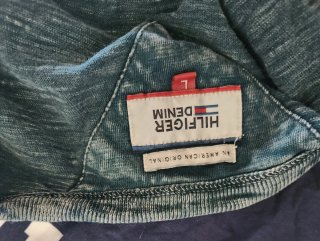 L
HILFIGER
DENIM
AN AMERICAN ORIGINAL